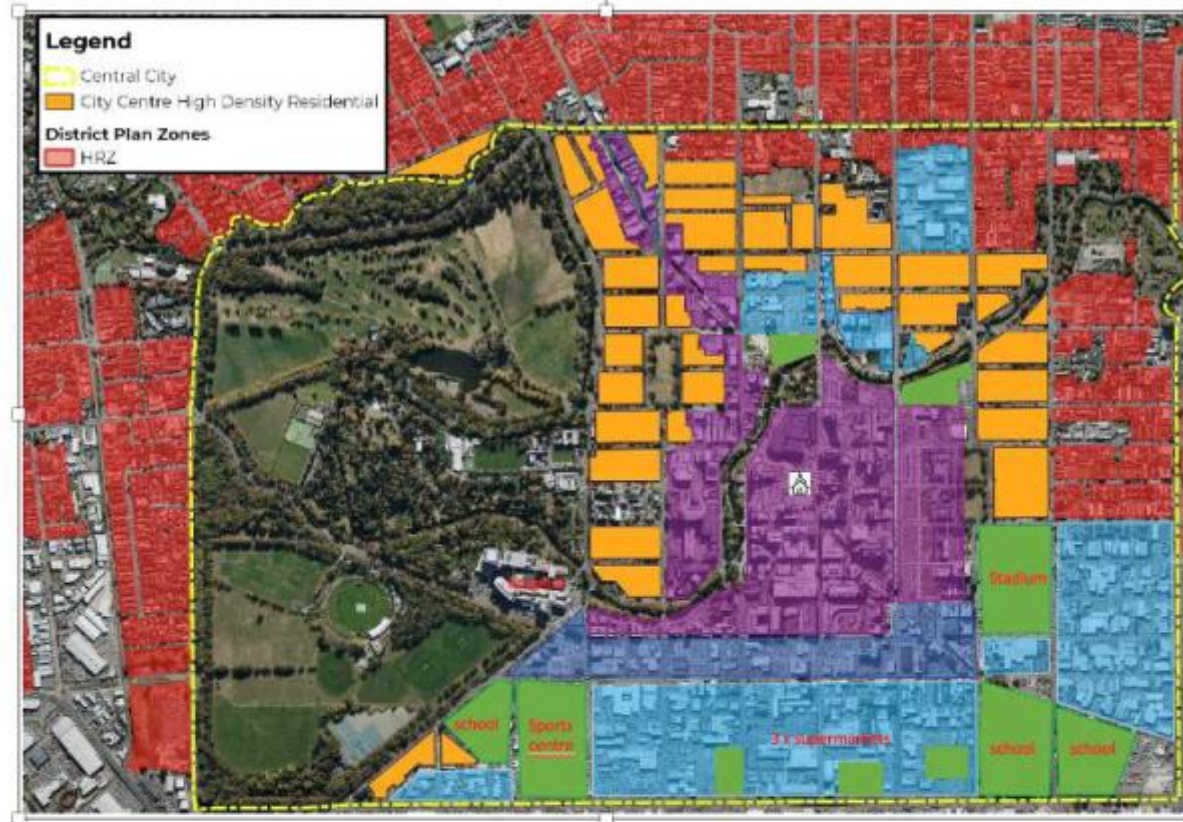 Legend
Central City
City Centre High Density Residential
District Plan Zones
HRZ
Stadium
school
Sports
centre
3 x supermarkets
school
school